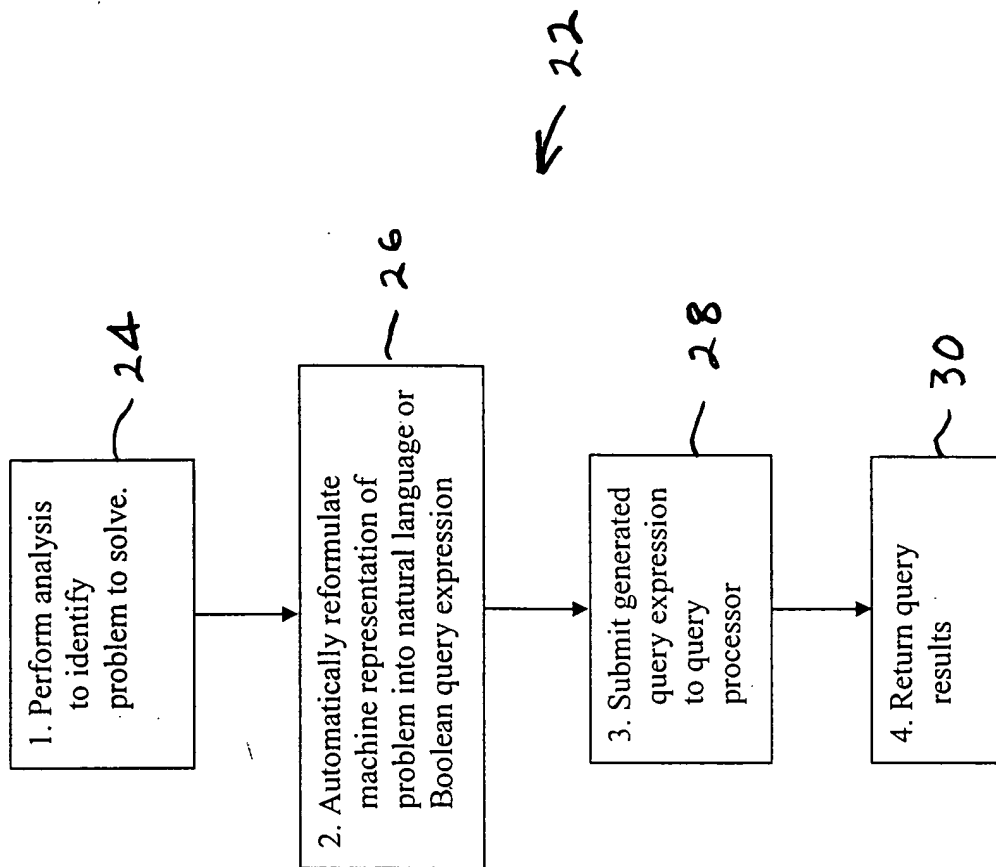 1. Perform analysis
to identify
problem to solve.
24
2. Automatically reformulate
machine representation of
problem into natural language or
Boolean query expression
26
22
3. Submit generated
query expression
to query
processor
28
4. Return query
results
30